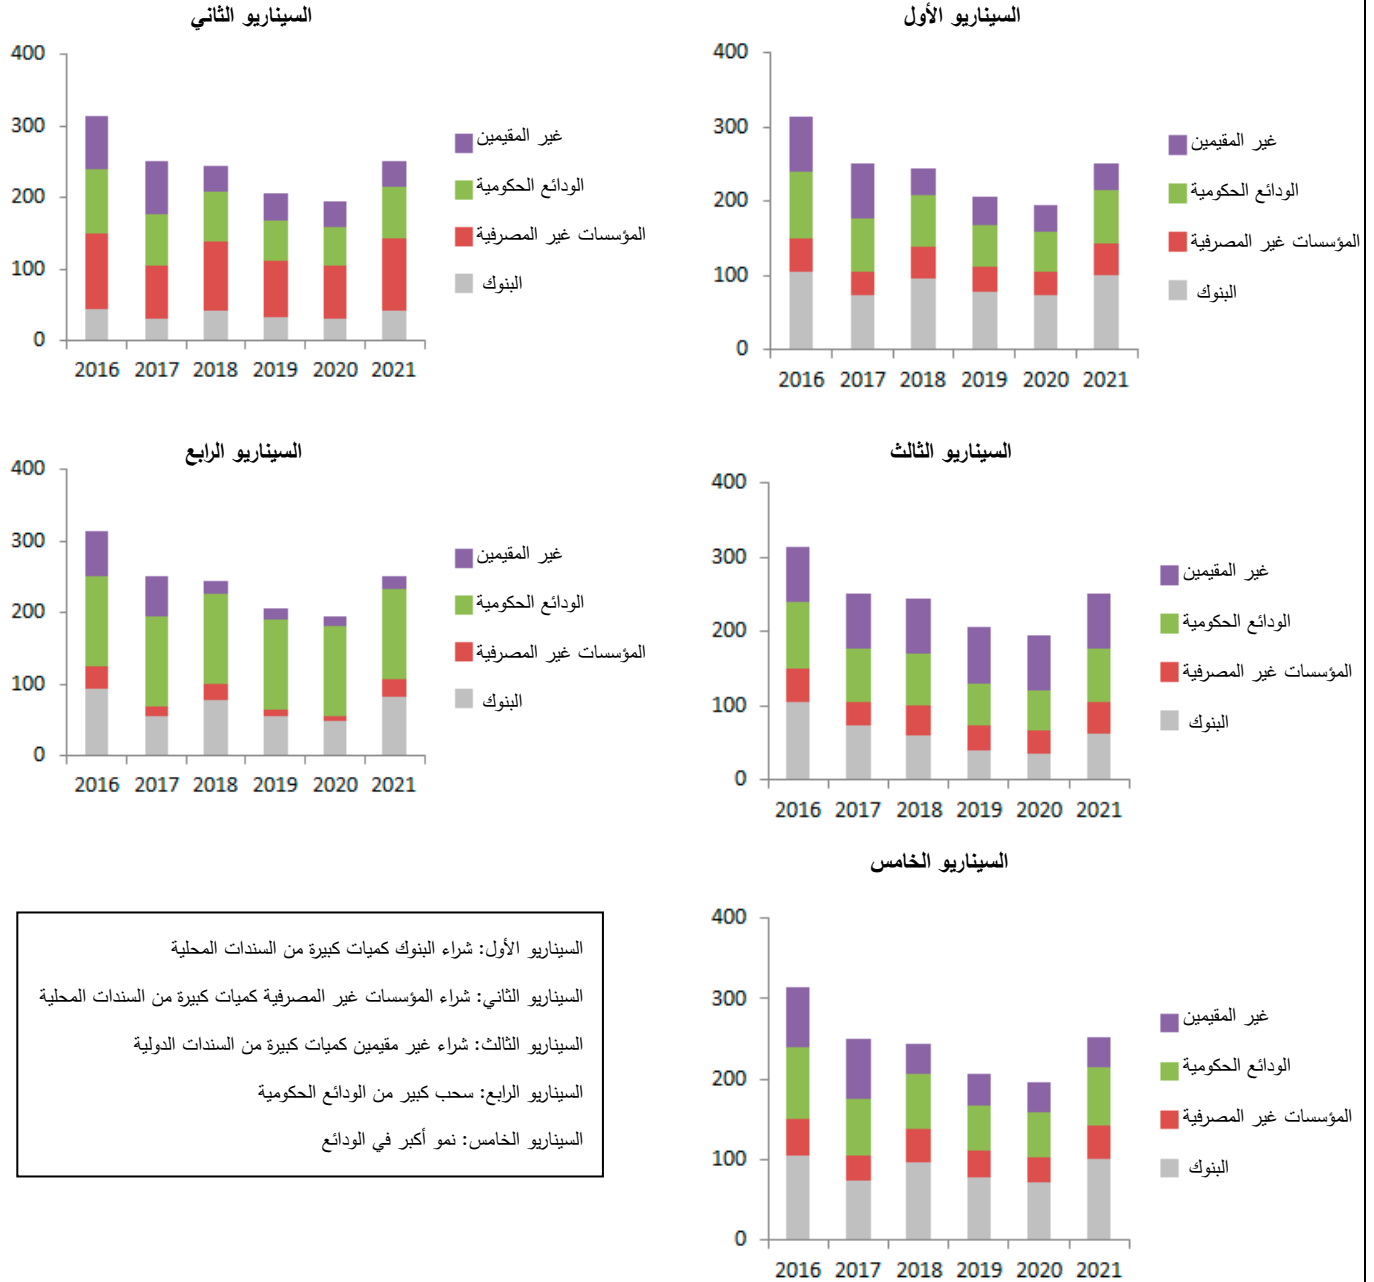 السيناريو الأول
400
300
200
100
0
2016 2017 2018 2019 2020 2021
غير المقيمين
الودائع الحكومية
المؤسسات غير المصرفية
البنوك
السيناريو الثاني
400
300
200
100
0
2016 2017 2018 2019 2020 2021
غير المقيمين
الودائع الحكومية
المؤسسات غير المصرفية
البنوك
السيناريو الثالث
400
300
200
100
0
2016 2017 2018 2019 2020 2021
غير المقيمين
الودائع الحكومية
المؤسسات غير المصرفية
البنوك
السيناريو الرابع
400
300
200
100
0
2016 2017 2018 2019 2020 2021
غير المقيمين
الودائع الحكومية
المؤسسات غير المصرفية
البنوك
السيناريو الخامس
400
300
200
100
0
2016 2017 2018 2019 2020 2021
غير المقيمين
الودائع الحكومية
المؤسسات غير المصرفية
البنوك
السيناريو الأول: شراء البنوك كميات كبيرة من السندات المحلية
السيناريو الثاني: شراء المؤسسات غير المصرفية كميات كبيرة من السندات المحلية
السيناريو الثالث: شراء غير مقيمين كميات كبيرة من السندات الدولية
السيناريو الرابع: سحب كبير من الودائع الحكومية
السيناريو الخامس: نمو أكبر في الودائع